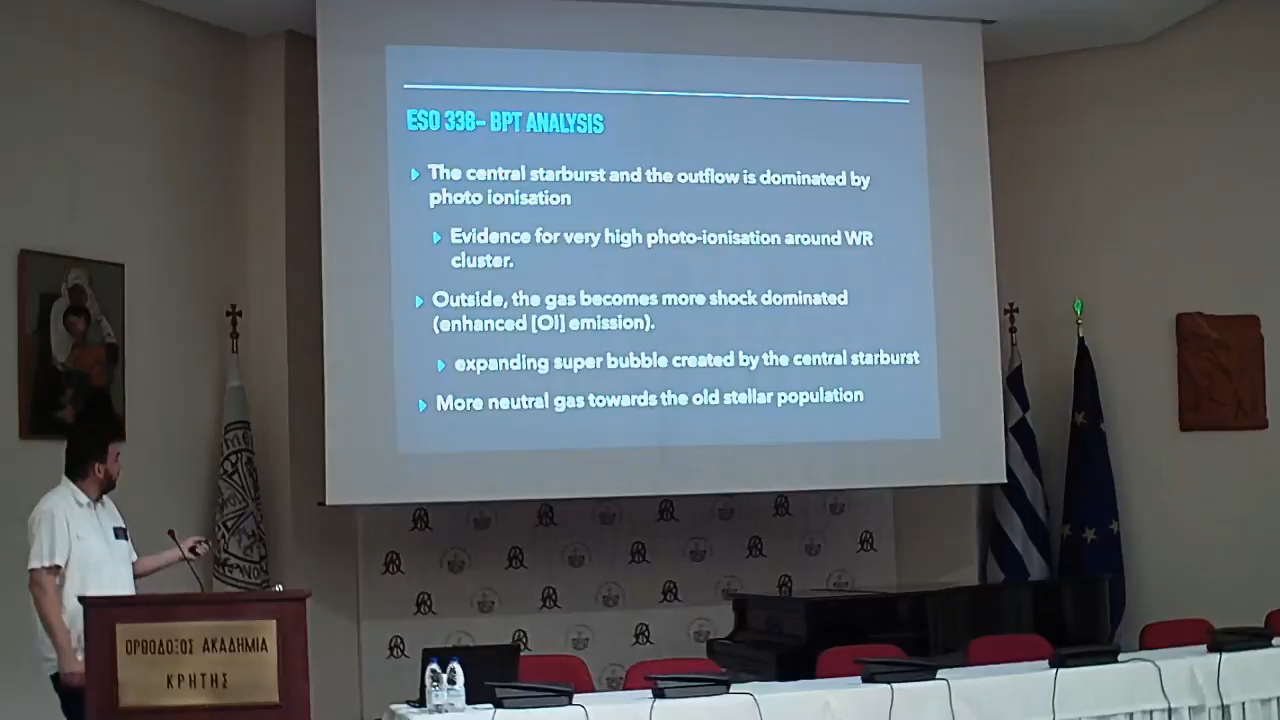 ESO 338– BPT ANALYSIS
The central starburst and the outflow is dominated by
photo ionisation
Evidence for very high photo-ionisation around WR
cluster.
Outside, the gas becomes more shock dominated
(enhanced [OI] emission).
expanding super bubble created by the central starburst
More neutral gas towards the old stellar population
ΟΡΘΟΔΟΞΟΣ ΑΚΑΔΗΜΙΑ
ΚΡΗΤΗΣ